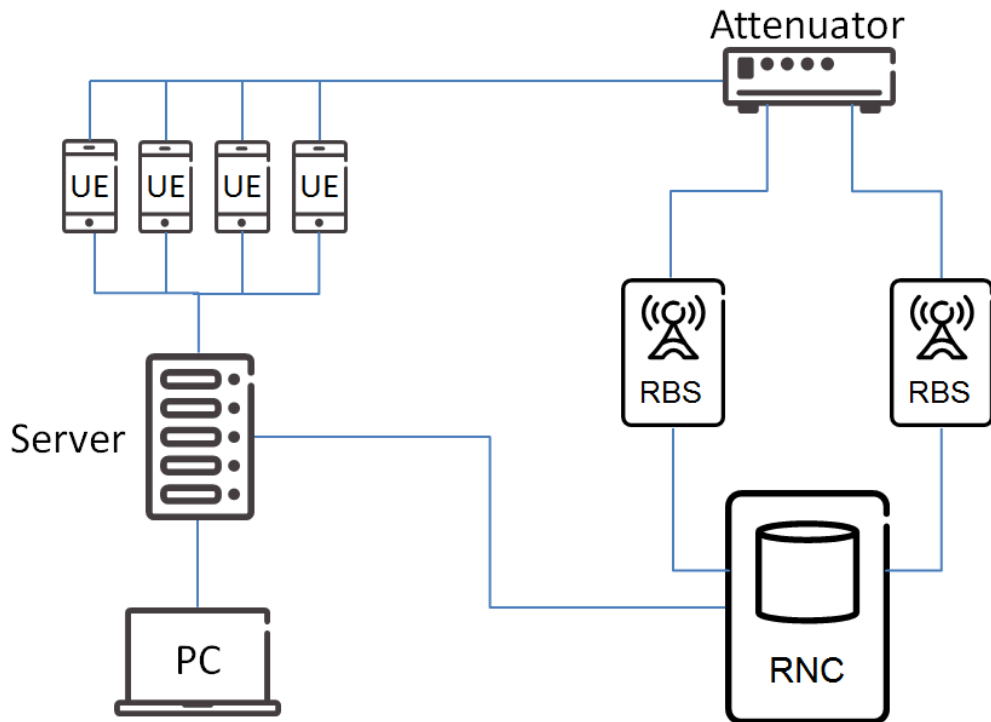 Attenuator
UE
UE
UE
UE
RBS
RBS
Server
PC
RNC